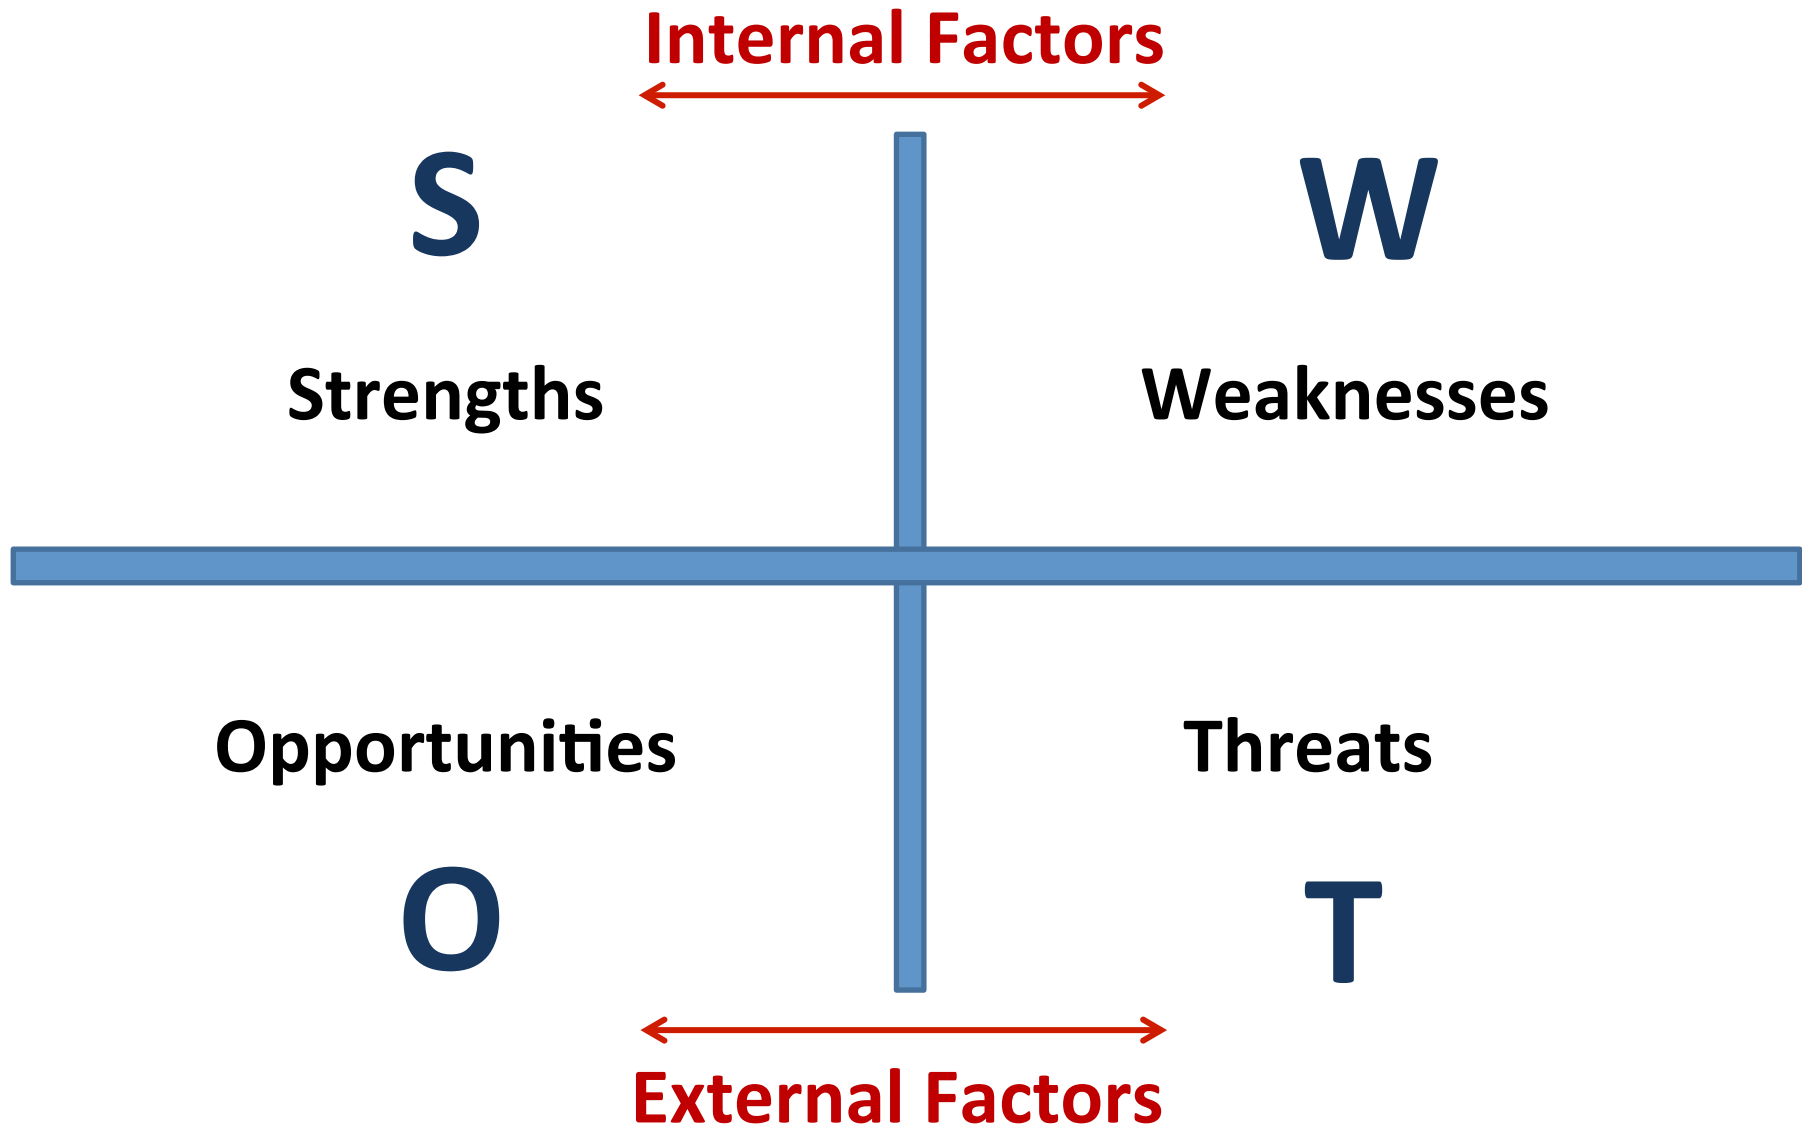 Internal Factors
S
W
Strengths
Weaknesses
Opportunities
Threats
O
T
External Factors